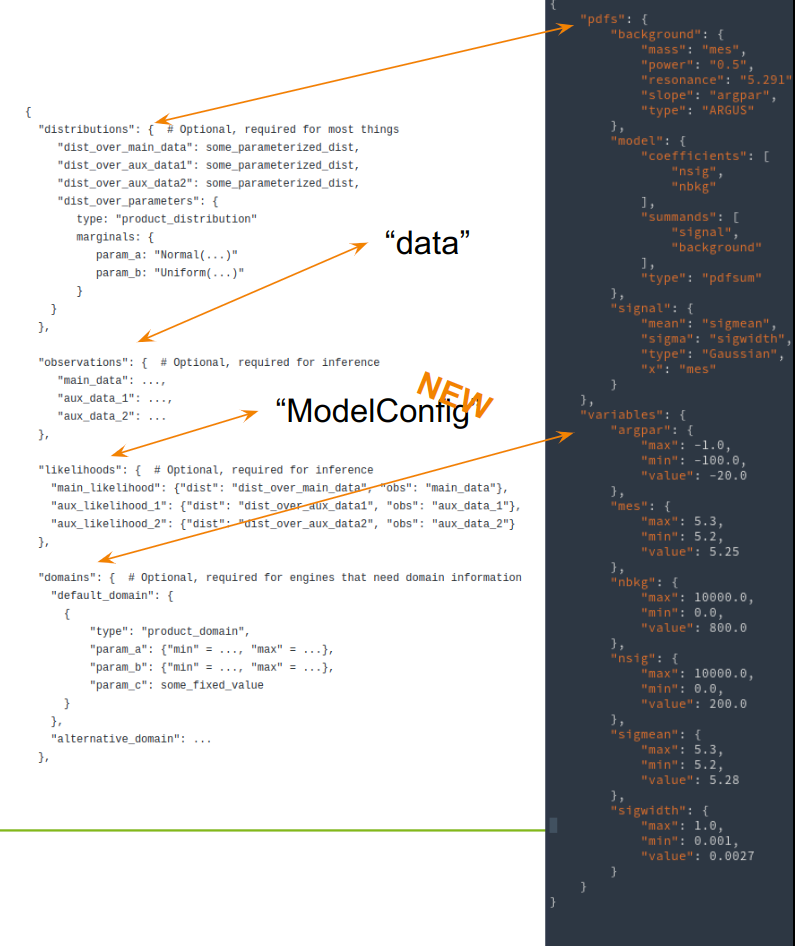 {
"distributions": {  # Optional, required for most things
"dist_over_main_data": some_parameterized_dist,
"dist_over_aux_data1": some_parameterized_dist,
"dist_over_aux_data2": some_parameterized_dist,
"dist_over_parameters": {
type: "product_distribution"
marginals: {
param_a: "Normal(...)"
param_b: "Uniform(...)"
}
}
},
"observations": {  # Optional, required for inference
"main_data": ...,
"aux_data_1": ...,
"aux_data_2": ...
},
"likelihoods": {  # Optional, required for inference
"main_likelihood": {"dist": "dist_over_main_data", "obs": "main_data"},
"aux_likelihood_1": {"dist": "dist_over_aux_data1", "obs": "aux_data_1"},
"aux_likelihood_2": {"dist": "dist_over_aux_data2", "obs": "aux_data_2"}
},
"domains": {  # Optional, required for engines that need domain information
"default_domain": {
{
"type": "product_domain",
"param_a": {"min" = ..., "max" = ...},
"param_b": {"min" = ..., "max" = ...},
"param_c": some_fixed_value
}
},
"alternative_domain": ...
},
“data”
NEW
“ModelConfig”
{
"pdfs": {
"background": {
"mass": "mes",
"power": "0.5",
"resonance": "5.291"
"slope": "argpar",
"type": "ARGUS"
},
"model": {
"coefficients": [
"nsig",
"nbkg"
],
"summands": [
"signal",
"background"
],
"type": "pdfsum"
},
"signal": {
"mean": "sigmean",
"sigma": "sigwidth",
"type": "Gaussian",
"x": "mes"
}
},
"variables": {
"argpar": {
"max": -1.0,
"min": -100.0,
"value": -20.0
},
"mes": {
"max": 5.3,
"min": 5.2,
"value": 5.25
},
"nbkg": {
"max": 10000.0,
"min": 0.0,
"value": 800.0
},
"nsig": {
"max": 10000.0,
"min": 0.0,
"value": 200.0
},
"sigmean": {
"max": 5.3,
"min": 5.2,
"value": 5.28
},
"sigwidth": {
"max": 1.0,
"min": 0.001,
"value": 0.0027
}
}
}